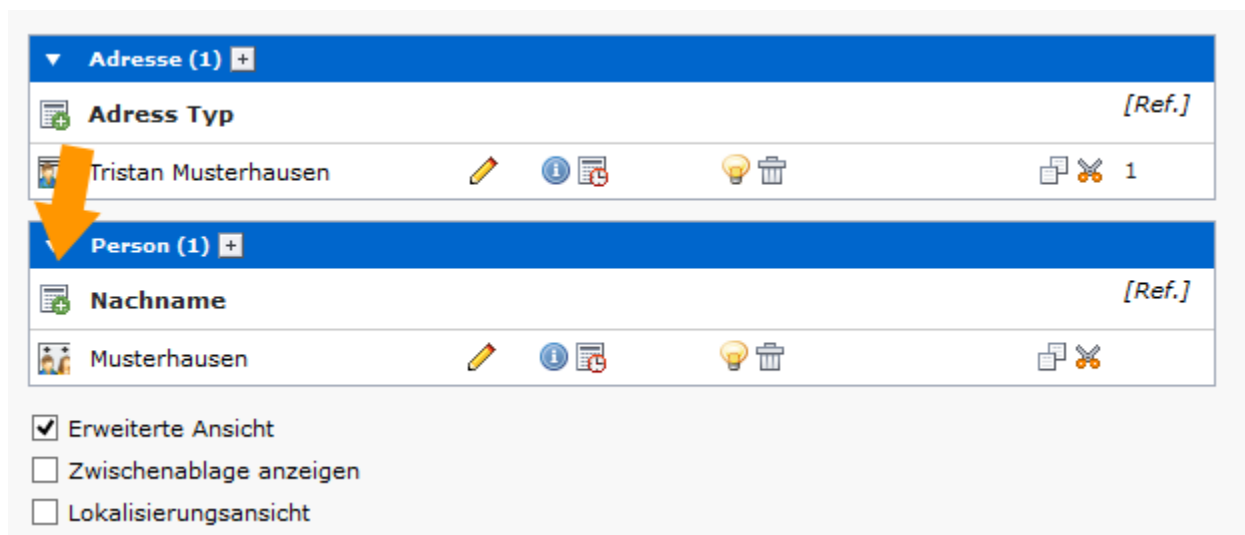 Adresse (1)
Adress Typ [Ref.]
Tristan Musterhausen 1
Person (1)
Nachname [Ref.]
Musterhausen
Erweiterte Ansicht
Zwischenablage anzeigen
Lokalisierungsansicht